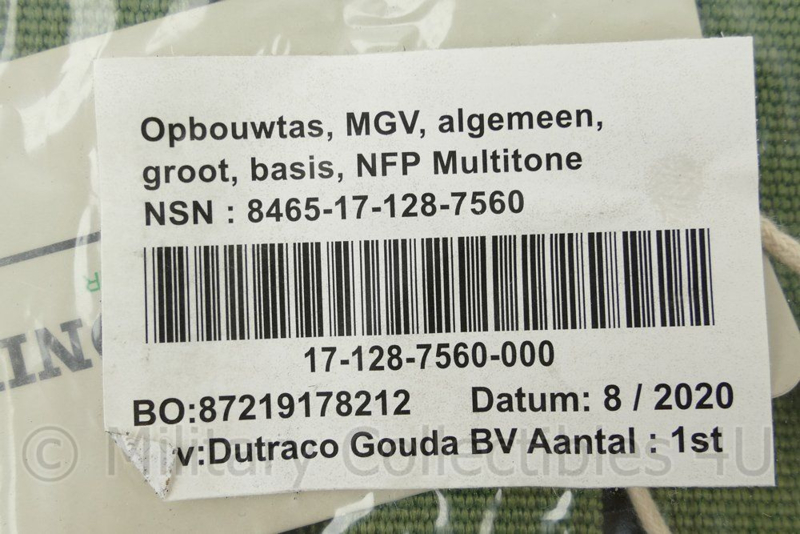 Opbouwtas, MGV, algemeen,
groot, basis, NFP Multitone
NSN : 8465-17-128-7560
17-128-7560-000
BO:87219178212 Datum: 8 / 2020
v:Dutraco Gouda BV Aantal : 1st
© Military Collectibles 4U